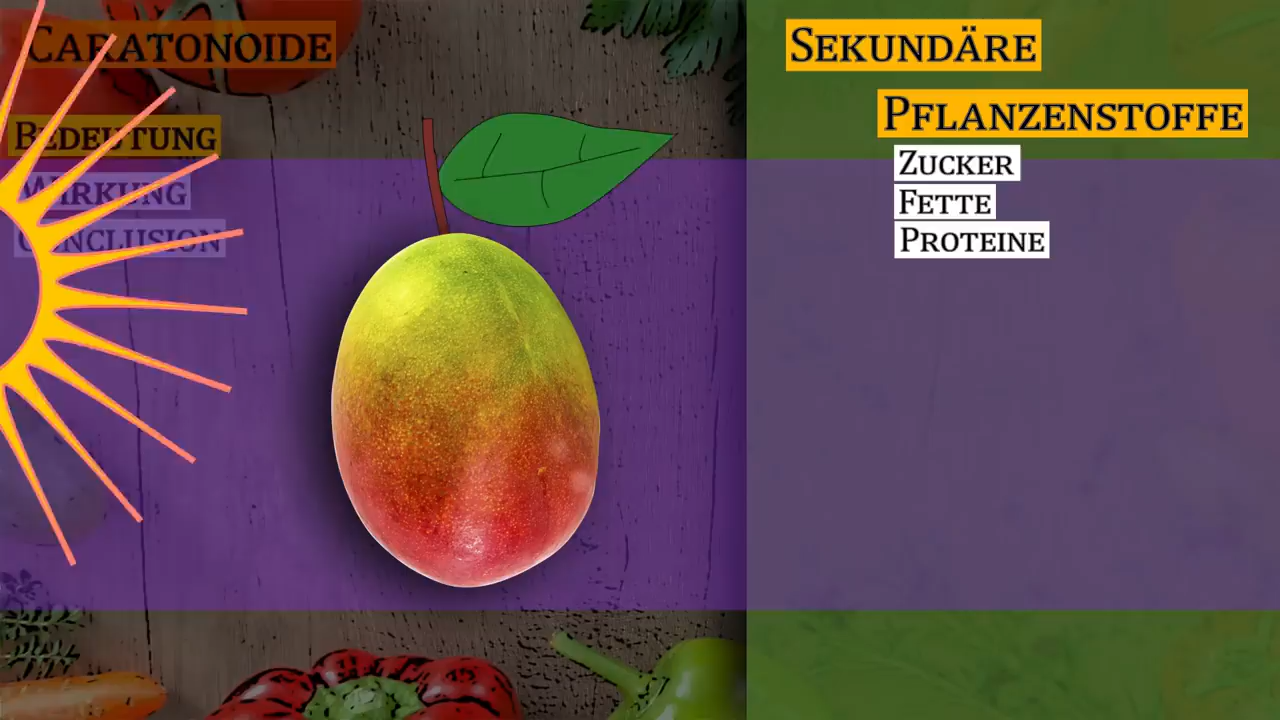 CARATONOIDE
BEDEUTUNG
WIRKUNG
CONCLUSION
SEKUNDÄRE
PFLANZENSTOFFE
ZUCKER
FETTE
PROTEINE